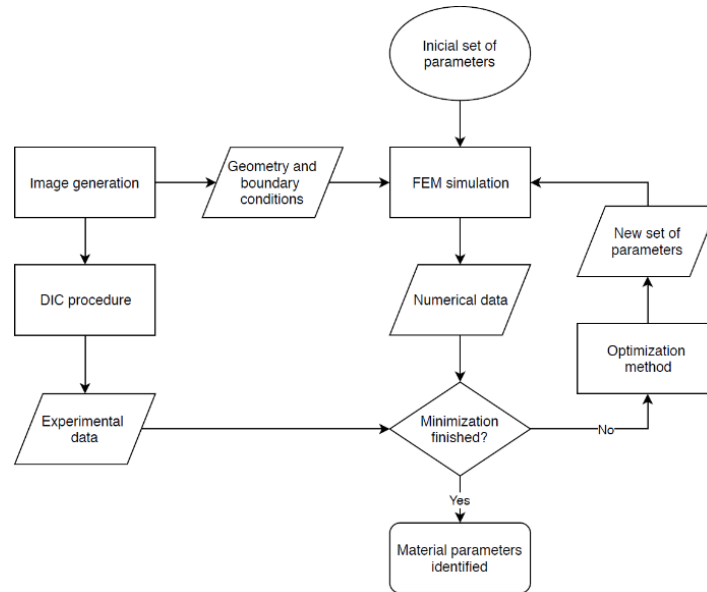 Inicial set of
parameters
Image generation
Geometry and
boundary
conditions
FEM simulation
New set of
parameters
DIC procedure
Numerical data
Optimization
method
Experimental
data
Minimization
finished?
No
Yes
Material parameters
identified